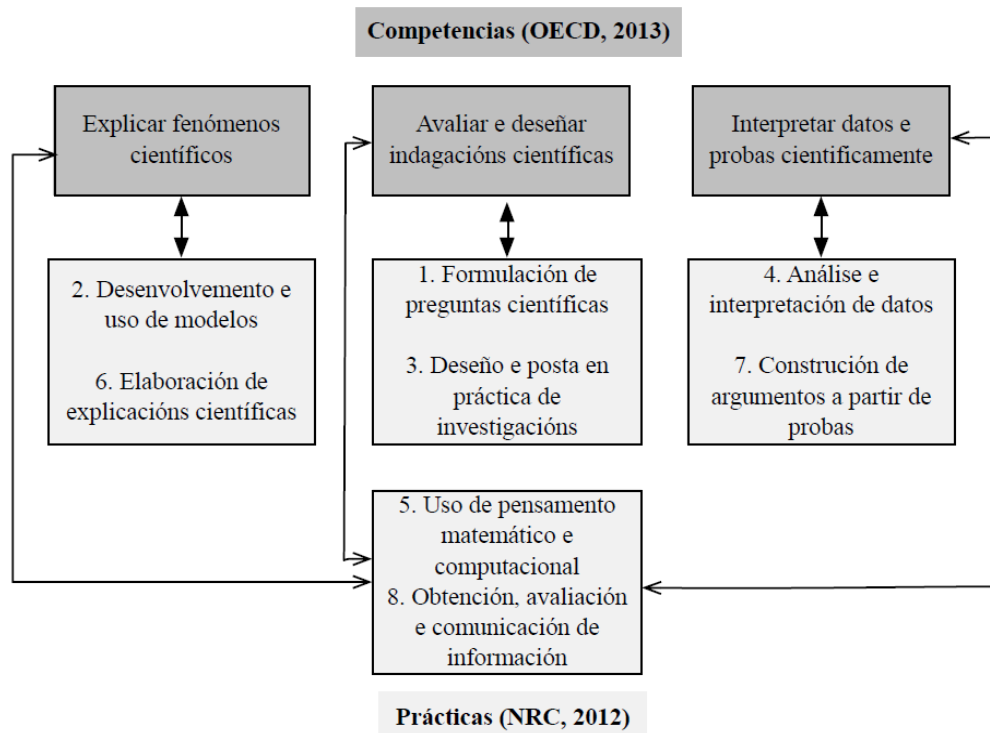 Competencias (OECD, 2013)
Explicar fenómenos
científicos
Avaliar e deseñar
indagacións científicas
Interpretar datos e
probas cientificamente
2. Desenvolvemento e
uso de modelos
6. Elaboración de
explicacións científicas
1. Formulación de
preguntas científicas
3. Deseño e posta en
práctica de
investigacións
4. Análise e
interpretación de datos
7. Construción de
argumentos a partir de
probas
5. Uso de pensamento
matemático e
computacional
8. Obtención, avaliación
e comunicación de
información
Prácticas (NRC, 2012)